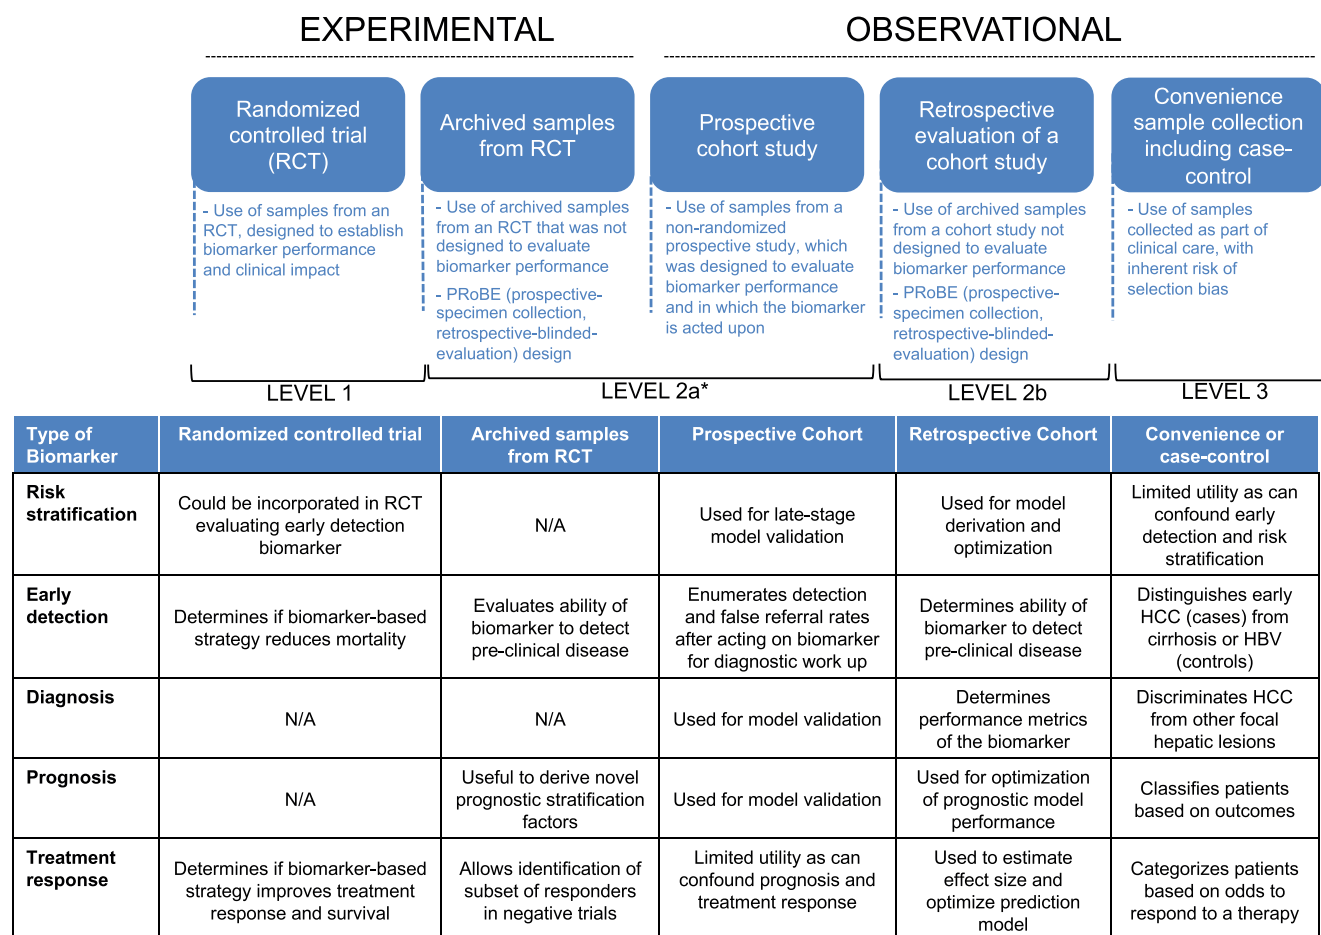 EXPERIMENTAL
OBSERVATIONAL
Randomized
controlled trial
(RCT)
- Use of samples from an
RCT, designed to establish
biomarker performance
and clinical impact
Archived samples
from RCT
- Use of archived samples
from an RCT that was not
designed to evaluate
biomarker performance
- PRoBE (prospective-
specimen collection,
retrospective-blinded-
evaluation) design
Prospective
cohort study
- Use of samples from a
non-randomized
prospective study, which
was designed to evaluate
biomarker performance
and in which the biomarker
is acted upon
Retrospective
evaluation of a
cohort study
- Use of archived samples
from a cohort study not
designed to evaluate
biomarker performance
- PRoBE (prospective-
specimen collection,
retrospective-blinded-
evaluation) design
Convenience
sample collection
including case-
control
- Use of samples
collected as part of
clinical care, with
inherent risk of
selection bias
LEVEL 1
LEVEL 2a*
LEVEL 2b
LEVEL 3
Type of
Biomarker
Randomized controlled trial
Archived samples
from RCT
Prospective Cohort
Retrospective Cohort
Convenience or
case-control
Risk
stratification
Could be incorporated in RCT
evaluating early detection
biomarker
N/A
Used for late-stage
model validation
Used for model
derivation and
optimization
Limited utility as can
confound early
detection and risk
stratification
Early
detection
Determines if biomarker-based
strategy reduces mortality
Evaluates ability of
biomarker to detect
pre-clinical disease
Enumerates detection
and false referral rates
after acting on biomarker
for diagnostic work up
Determines ability of
biomarker to detect
pre-clinical disease
Distinguishes early
HCC (cases) from
cirrhosis or HBV
(controls)
Diagnosis
N/A
N/A
Used for model validation
Determines
performance metrics
of the biomarker
Discriminates HCC
from other focal
hepatic lesions
Prognosis
N/A
Useful to derive novel
prognostic stratification
factors
Used for model validation
Used for optimization
of prognostic model
performance
Classifies patients
based on outcomes
Treatment
response
Determines if biomarker-based
strategy improves treatment
response and survival
Allows identification of
subset of responders
in negative trials
Limited utility as can
confound prognosis and
treatment response
Used to estimate
effect size and
optimize prediction
model
Categorizes patients
based on odds to
respond to a therapy